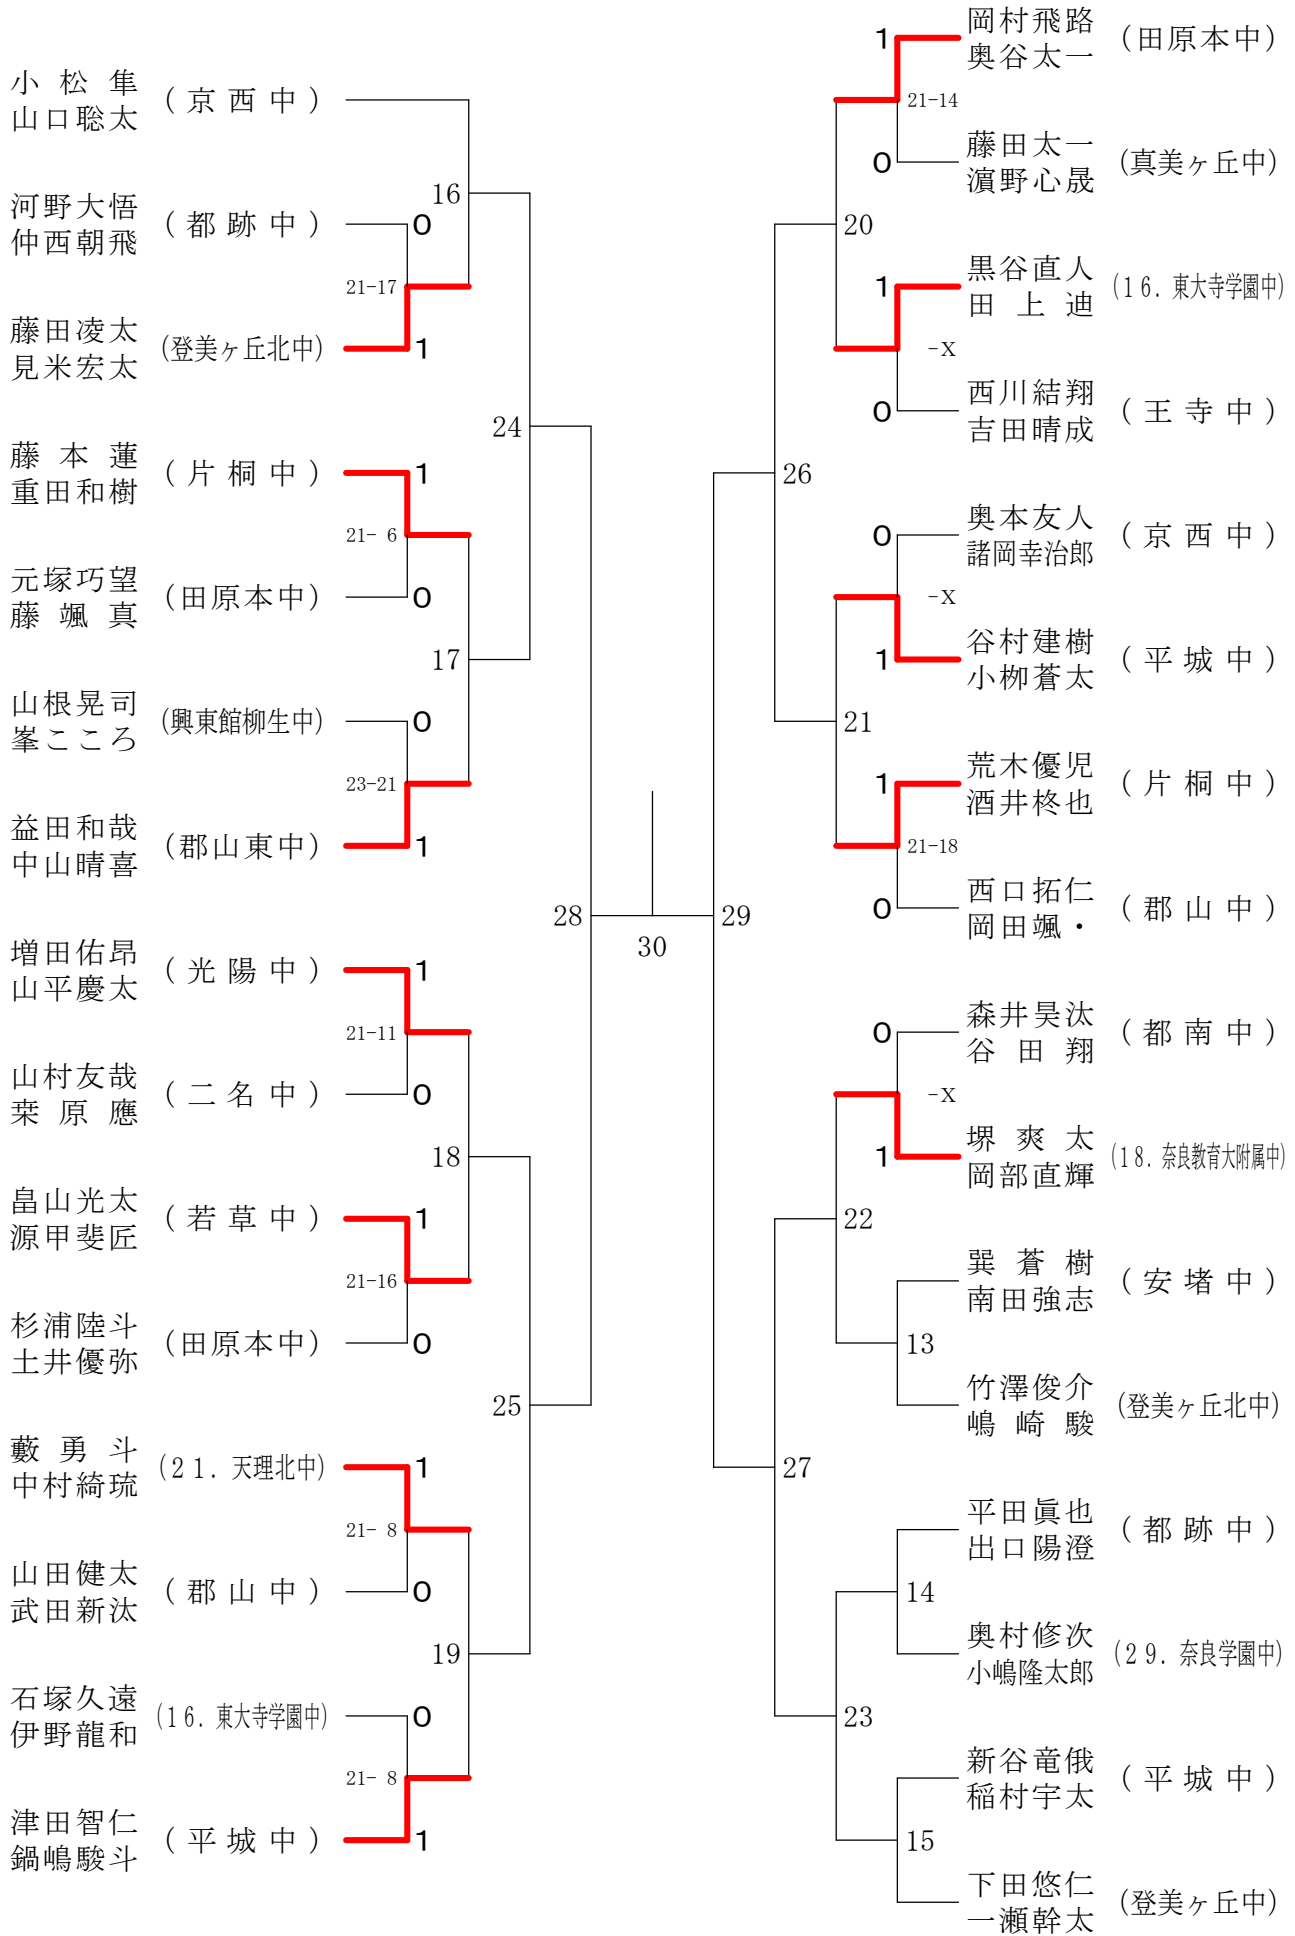 小松隼
山口聡太
(京西中)
16
河野大悟
仲西朝飛
(都跡中)
0
21-17
藤田凌太
見米宏太
(登美ヶ丘北中)
1
24
藤本蓮
重田和樹
(片桐中)
1
21- 6
元塚巧望
藤颯真
(田原本中)
0
17
山根晃司
峯こころ
(興東館柳生中)
0
23-21
益田和哉
中山晴喜
(郡山東中)
1
28
増田佑昂
山平慶太
(光陽中)
1
21-11
山村友哉
桒原應
(二名中)
0
18
畠山光太
源甲斐匠
(若草中)
1
21-16
杉浦陸斗
土井優弥
(田原本中)
0
25
藪勇斗
中村綺琉
(21. 天理北中)
1
21- 8
山田健太
武田新汰
(郡山中)
0
19
石塚久遠
伊野龍和
(16. 東大寺学園中)
0
21- 8
津田智仁
鍋嶋駿斗
(平城中)
1
30
1
岡村飛路
奥谷太一
(田原本中)
21-14
0
藤田太一
濵野心晟
(真美ヶ丘中)
20
1
黒谷直人
田上迪
(16. 東大寺学園中)
-X
0
西川結翔
吉田晴成
(王寺中)
26
0
奥本友人
諸岡幸治郎
(京西中)
-X
1
谷村建樹
小栁蒼太
(平城中)
21
1
荒木優児
酒井柊也
(片桐中)
21-18
0
西口拓仁
岡田颯・
(郡山中)
29
0
森井昊汰
谷田翔
(都南中)
-X
1
堺爽太
岡部直輝
(18. 奈良教育大附属中)
22
巽蒼樹
南田強志
(安堵中)
13
竹澤俊介
嶋崎駿
(登美ヶ丘北中)
27
平田眞也
出口陽澄
(都跡中)
14
奥村修次
小嶋隆太郎
(29. 奈良学園中)
23
新谷竜俄
稲村宇太
(平城中)
15
下田悠仁
一瀬幹太
(登美ヶ丘中)